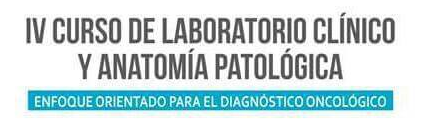 IV CURSO DE LABORATORIO CLÍNICO
Y ANATOMÍA PATOLÓGICA
ENFOQUE ORIENTADO PARA EL DIAGNÓSTICO ONCOLÓGICO